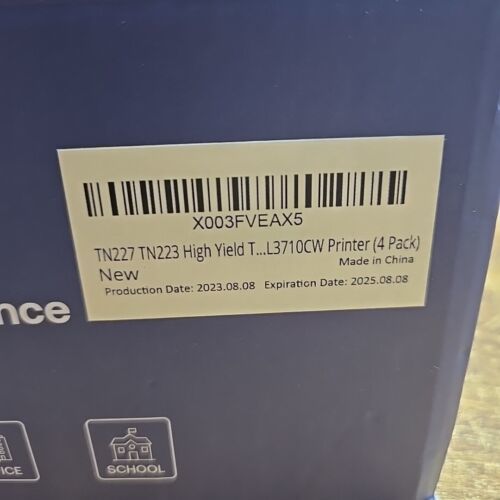 X003FVEAX5
TN227 TN223 High Yield T...L3710CW Printer (4 Pack)
New
Made in China
Production Date: 2023.08.08 Expiration Date: 2025.08.08
nce
ICE
SCHOOL